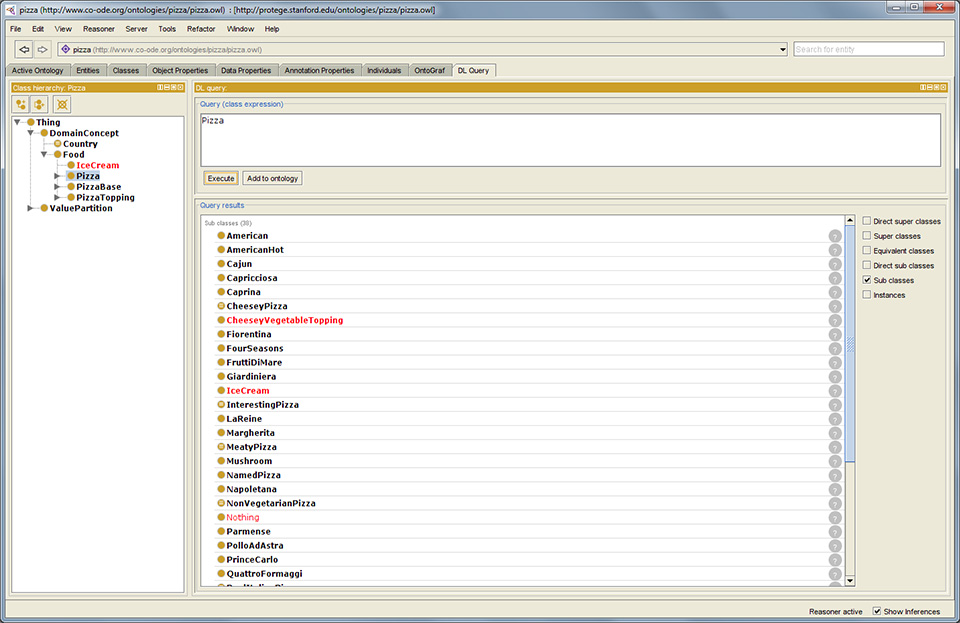 pizza (http://www.co-ode.org/ontologies/pizza/pizza.owl) : [http://protege.stanford.edu/ontologies/pizza/pizza.owl]
File Edit View Reasoner Server Tools Refactor Window Help
pizza (http://www.co-ode.org/ontologies/pizza/pizza.owl)
Search for entity
Active Ontology Entities Classes Object Properties Data Properties Annotation Properties Individuals OntoGraf DL Query
Class hierarchy: Pizza
Thing
DomainConcept
Country
Food
IceCream
Pizza
PizzaBase
PizzaTopping
ValuePartition
DL query:
Query (class expression)
Pizza
Execute Add to ontology
Query results
Sub classes (38)
American
AmericanHot
Cajun
Capricciosa
Caprina
CheeseyPizza
CheeseyVegetableTopping
Fiorentina
FourSeasons
FruttiDiMare
Giardiniera
IceCream
InterestingPizza
LaReine
Margherita
MeatyPizza
Mushroom
NamedPizza
Napoletana
NonVegetarianPizza
Nothing
Parmense
PolloAdAstra
PrinceCarlo
QuattroFormaggi
Direct super classes
Super classes
Equivalent classes
Direct sub classes
Sub classes
Instances
Reasoner active Show Inferences